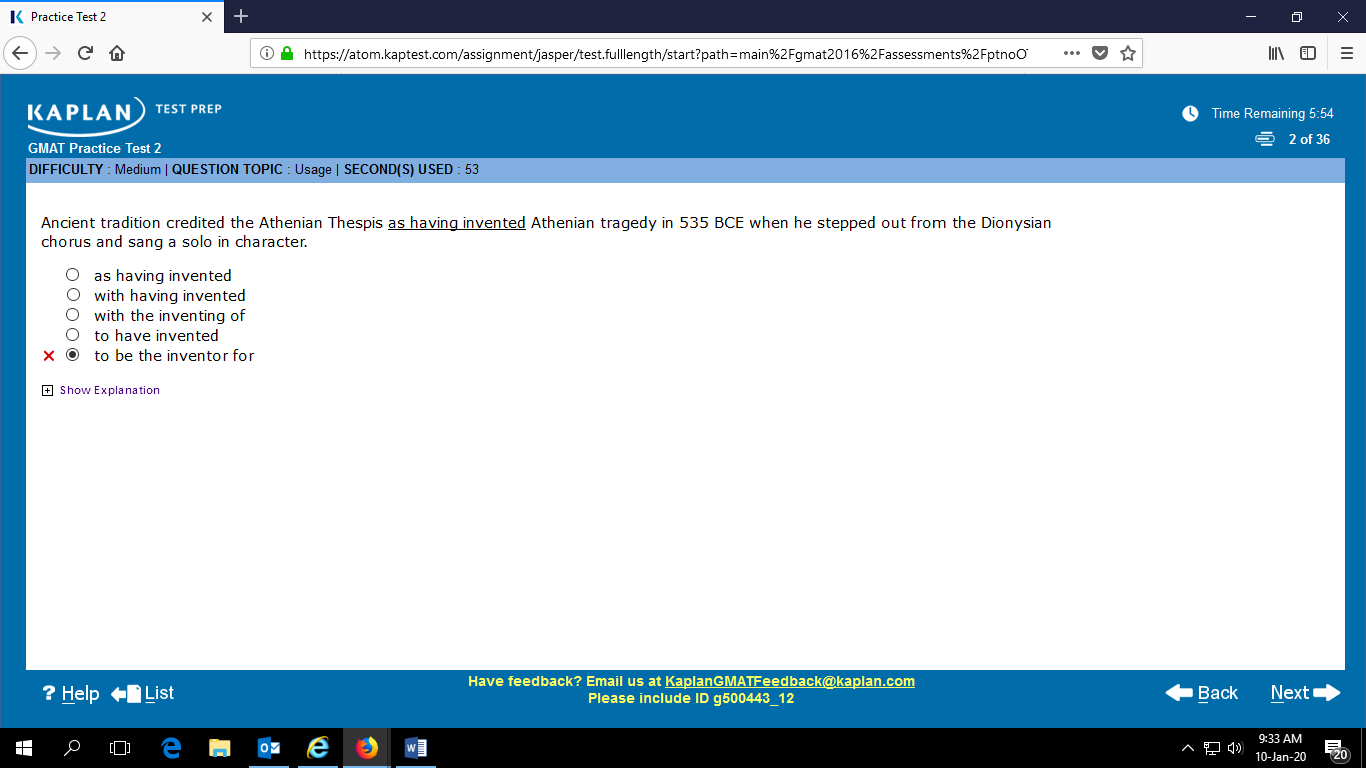 Practice Test 2
https://atom.kaptest.com/assignment/jasper/test.fulllength/start?path=main%2Fgmat2016%2Fassessments%2FptnoO
KAPLAN TEST PREP
Time Remaining 5:54
GMAT Practice Test 2
2 of 36
DIFFICULTY : Medium | QUESTION TOPIC : Usage | SECOND(S) USED : 53
Ancient tradition credited the Athenian Thespis as having invented Athenian tragedy in 535 BCE when he stepped out from the Dionysian
chorus and sang a solo in character.
as having invented
with having invented
with the inventing of
to have invented
to be the inventor for
Show Explanation
? Help
List
Have feedback? Email us at KaplanGMATFeedback@kaplan.com
Please include ID g500443_12
Back
Next
9:33 AM
10-Jan-20
20